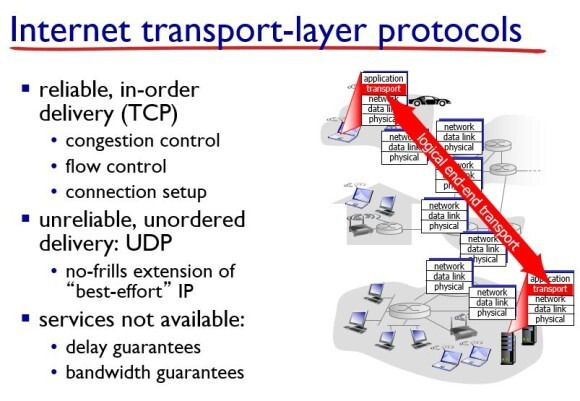 Internet transport-layer protocols
▪ reliable, in-order
delivery (TCP)
• congestion control
• flow control
• connection setup
▪ unreliable, unordered
delivery: UDP
• no-frills extension of
“best-effort” IP
▪ services not available:
• delay guarantees
• bandwidth guarantees
application
transport
network
data link
physical
network
data link
physical
network
data link
physical
data link
physical
logical end-end transport
network
data link
physical
network
data link
physical
network
data link
physical
network
data link
physical
application
transport
network
data link
physical